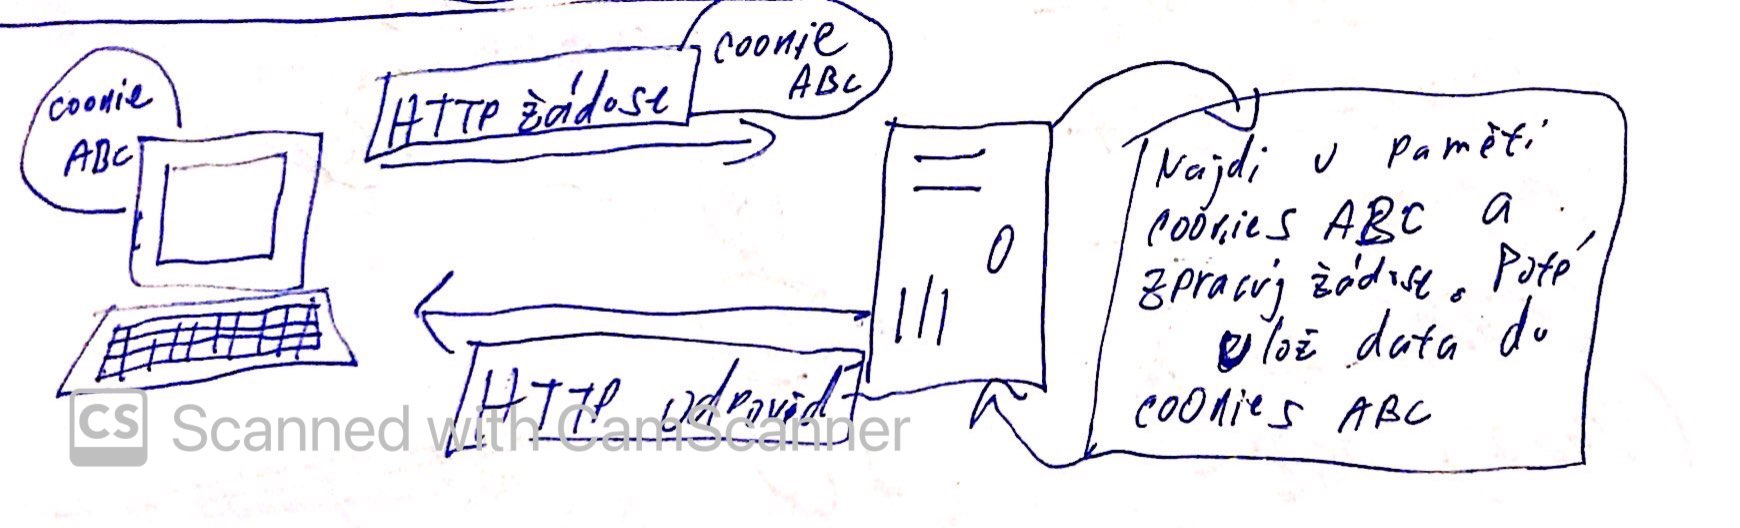 coonie
ABC
HTTP žádost
coonie
ABC
Najdi v paměti
coonies ABC a
zpracuj žádost. Poté
ulož data do
coonies ABC
HTTP odpověď
CS Scanned with CamScanner